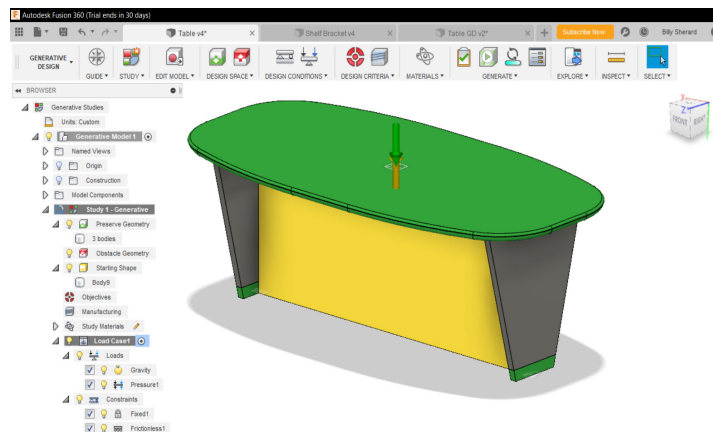 Autodesk Fusion 360 (Trial ends in 30 days)
Table v4*
Shelf Bracket v4
Table GD v2*
Subscribe Now
Billy Sherard
GENERATIVE DESIGN
GUIDE
STUDY
EDIT MODEL
DESIGN SPACE
DESIGN CONDITIONS
DESIGN CRITERIA
MATERIALS
GENERATE
EXPLORE
INSPECT
SELECT
BROWSER
Generative Studies
Units: Custom
Generative Model 1
Named Views
Origin
Construction
Model Components
Study 1 - Generative
Preserve Geometry
3 bodies
Obstacle Geometry
Starting Shape
Body9
Objectives
Manufacturing
Study Materials
Load Case1
Loads
Gravity
Pressure1
Constraints
Fixed1
Frictionless1
Z
FRONT
RIGHT